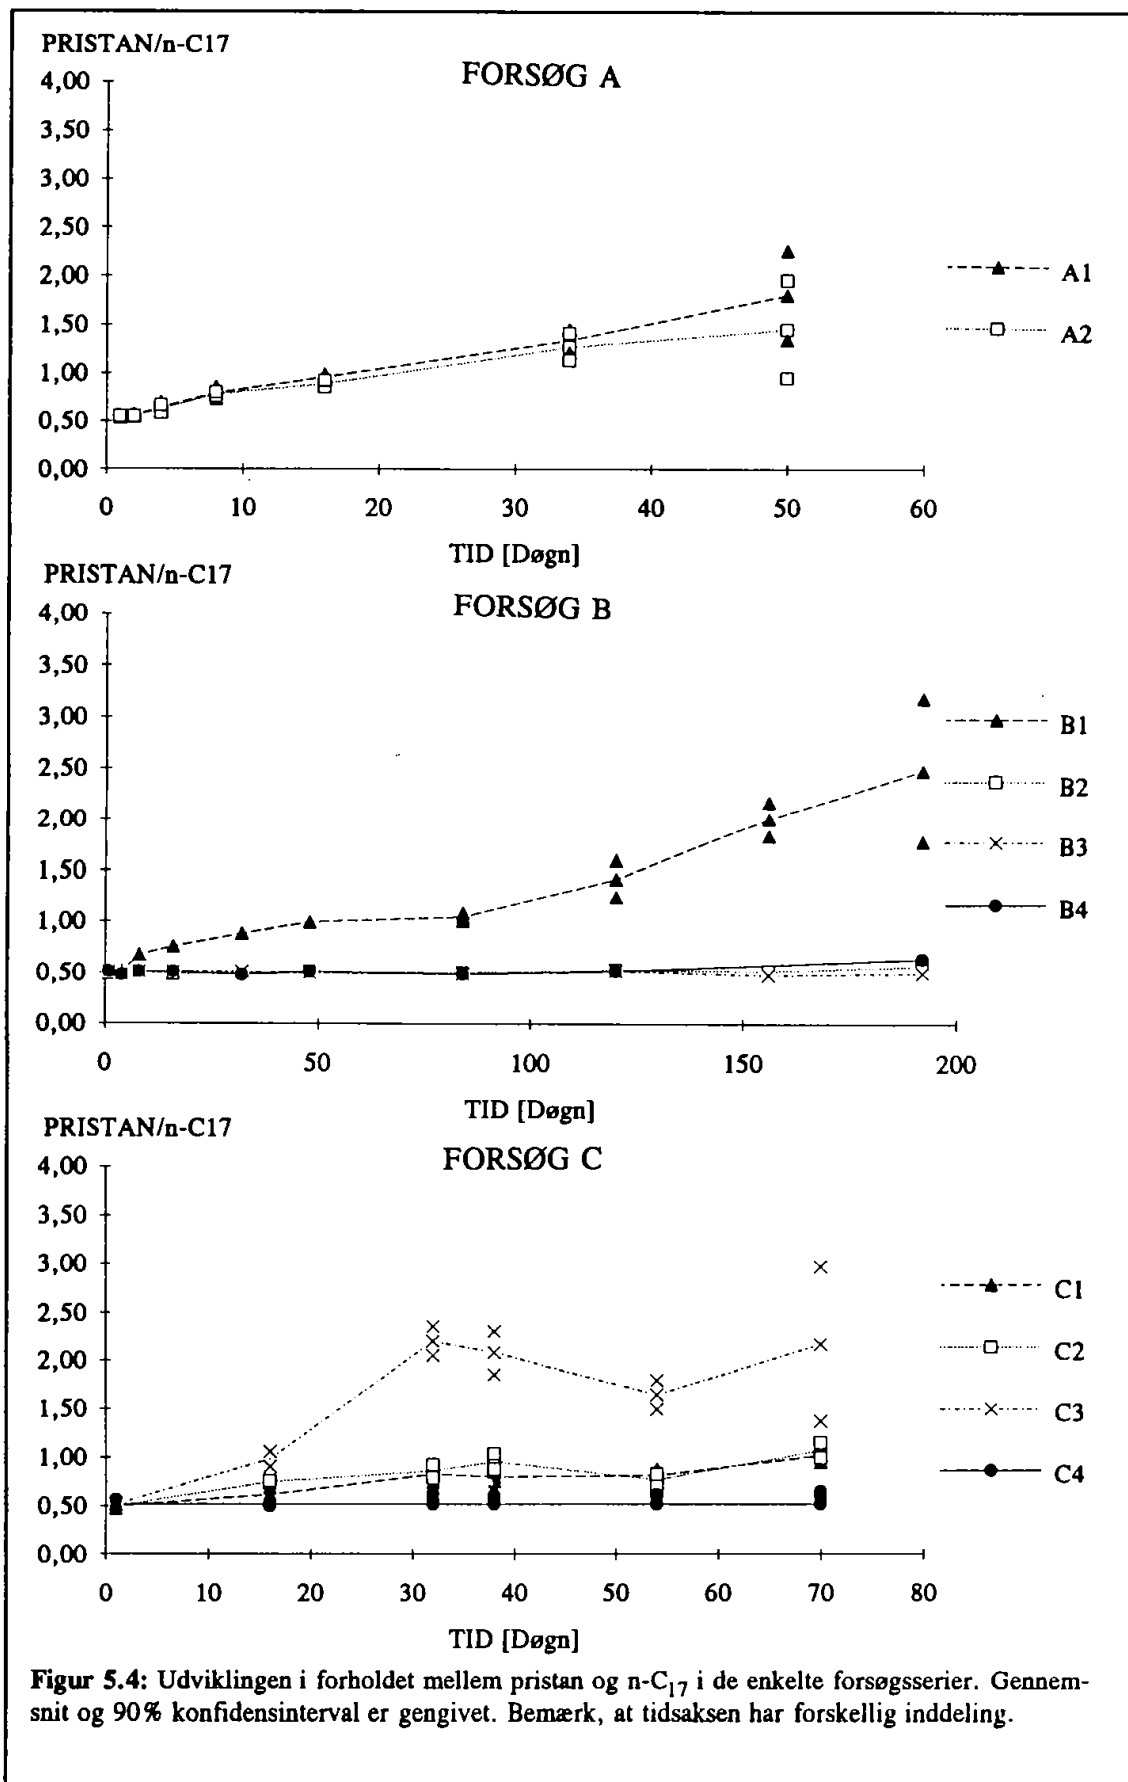 PRISTAN/n-C17
FORSØG A
4,00
3,50
3,00
2,50
2,00
1,50
1,00
0,50
0,00
0 10 20 30 40 50 60
TID [Døgn]
A1
A2
PRISTAN/n-C17
FORSØG B
4,00
3,50
3,00
2,50
2,00
1,50
1,00
0,50
0,00
0 50 100 150 200
TID [Døgn]
B1
B2
B3
B4
PRISTAN/n-C17
FORSØG C
4,00
3,50
3,00
2,50
2,00
1,50
1,00
0,50
0,00
0 10 20 30 40 50 60 70 80
TID [Døgn]
C1
C2
C3
C4
Figur 5.4: Udviklingen i forholdet mellem pristan og n-C17 i de enkelte forsøgsserier. Gennem-
snit og 90% konfidensinterval er gengivet. Bemærk, at tidsaksen har forskellig inddeling.